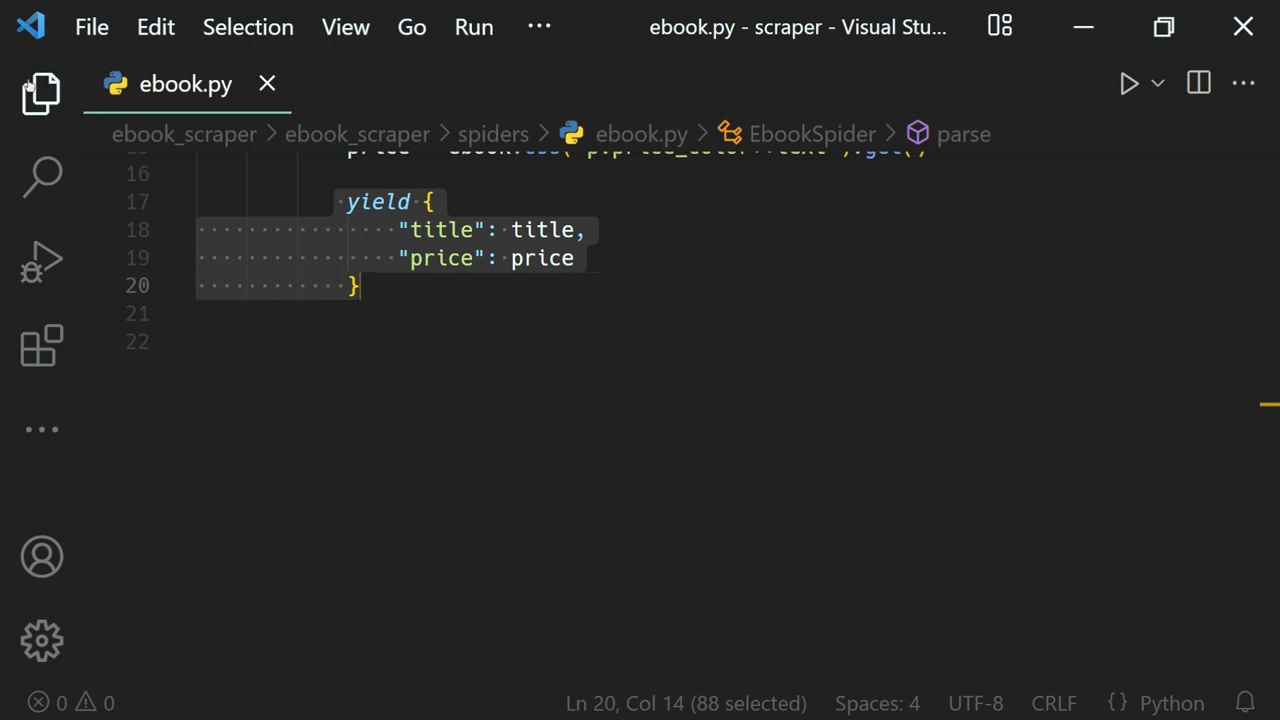 File Edit Selection View Go Run ··· ebook.py - scraper - Visual Stu...
ebook.py
ebook_scraper > ebook_scraper > spiders > ebook.py > EbookSpider > parse
16
17 yield {
18 "title": title,
19 "price": price
20 }
21
22
0 0 Ln 20, Col 14 (88 selected) Spaces: 4 UTF-8 CRLF {} Python